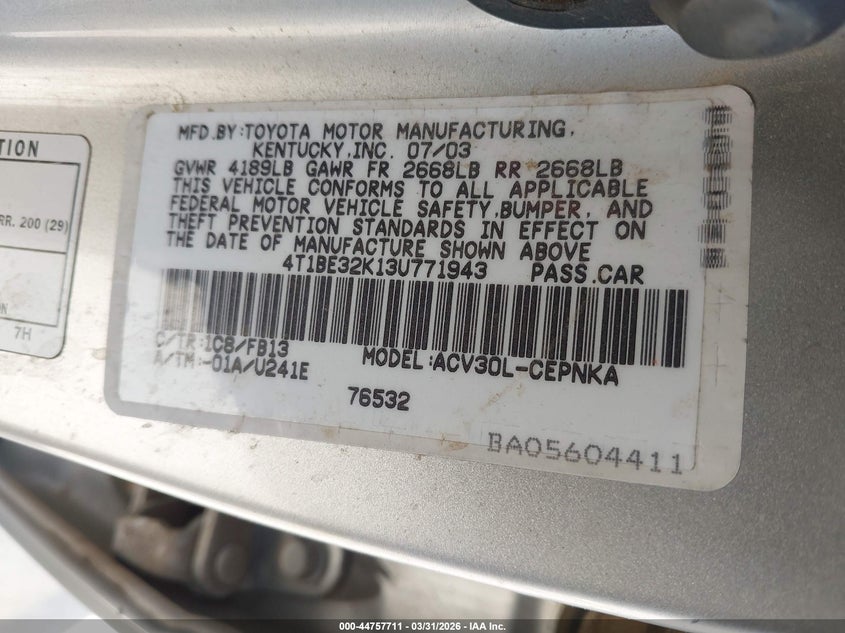 TION
RR. 200 (29)
ON
7H
MFD.BY:TOYOTA MOTOR MANUFACTURING,
KENTUCKY,INC. 07/03
GVWR 4189LB GAWR FR 2668LB RR 2668LB
THIS VEHICLE CONFORMS TO ALL APPLICABLE
FEDERAL MOTOR VEHICLE SAFETY,BUMPER, AND
THEFT PREVENTION STANDARDS IN EFFECT ON
THE DATE OF MANUFACTURE SHOWN ABOVE
4T1BE32K13U771943 PASS.CAR
C/TR:1C8/FB13
A/TM:-01A/U241E
MODEL:ACV30L-CEPNKA
76532
BA05604411
000-44757711 — 03/31/2026 — IAA Inc.